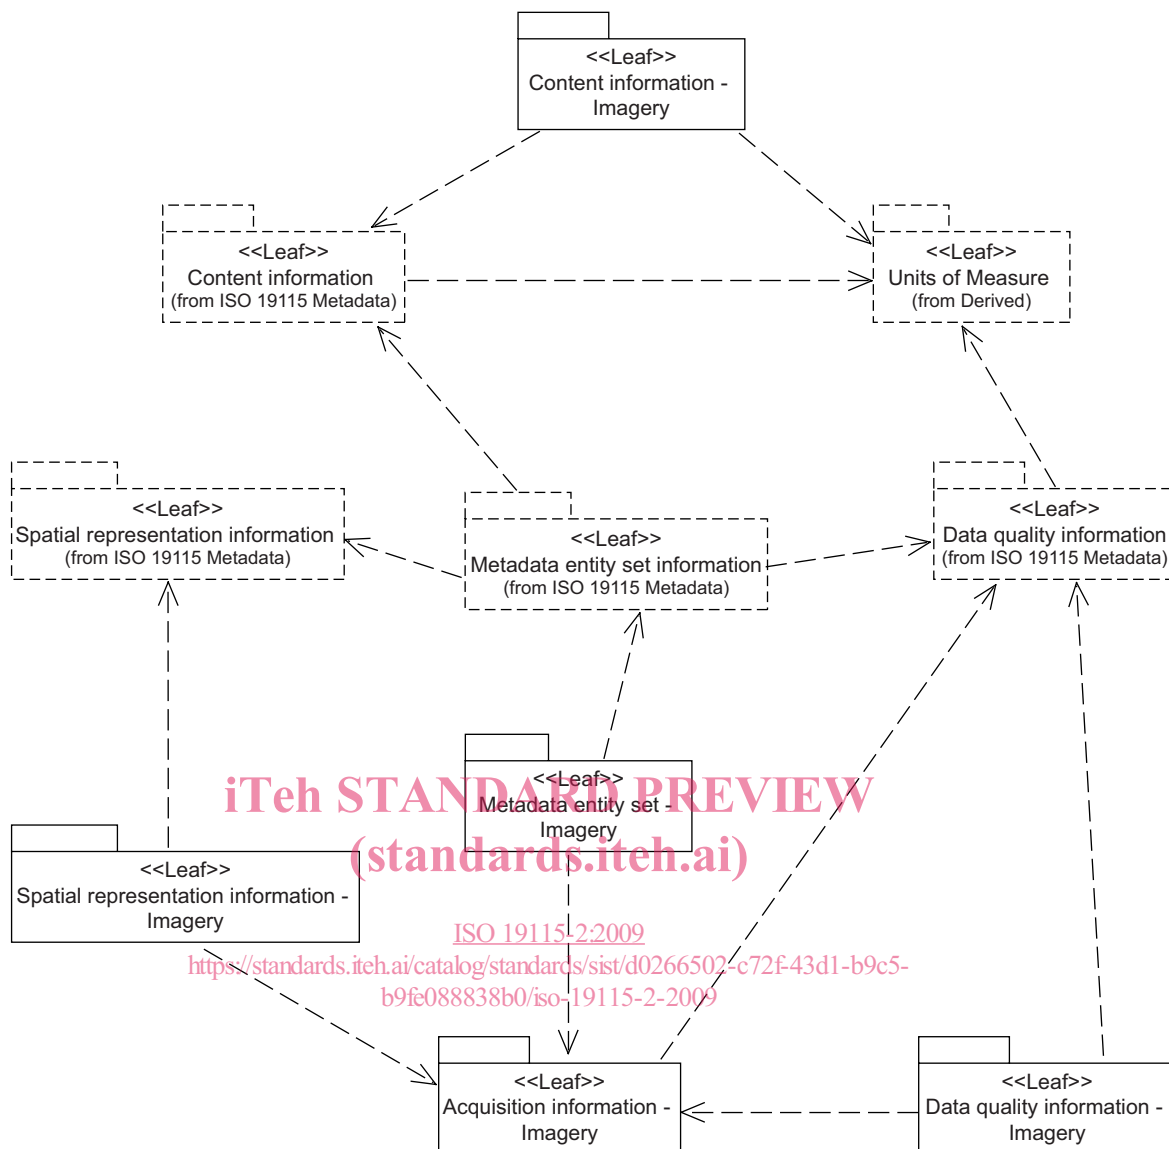 <<Leaf>>
Content information -
Imagery
<<Leaf>>
Content information
(from ISO 19115 Metadata)
<<Leaf>>
Units of Measure
(from Derived)
<<Leaf>>
Spatial representation information
(from ISO 19115 Metadata)
<<Leaf>>
Metadata entity set information
(from ISO 19115 Metadata)
<<Leaf>>
Data quality information
(from ISO 19115 Metadata)
<<Leaf>>
Metadata entity set -
Imagery
iTeh STANDARD PREVIEW
(standards.iteh.ai)
<<Leaf>>
Spatial representation information -
Imagery
ISO 19115-2:2009
https://standards.iteh.ai/catalog/standards/sist/d0266502-c72f-43d1-b9c5-
b9fe088838b0/iso-19115-2-2009
<<Leaf>>
Acquisition information -
Imagery
<<Leaf>>
Data quality information -
Imagery